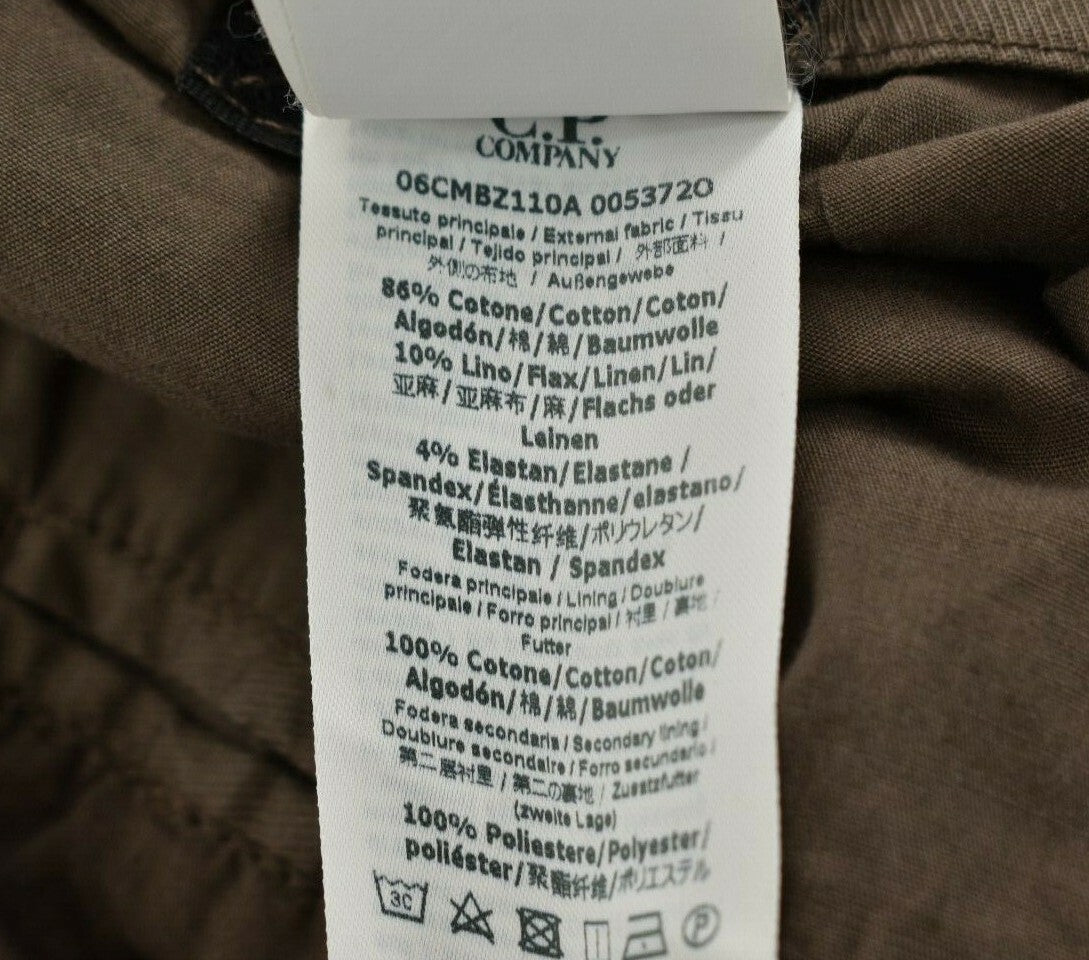 C.P.
COMPANY
06CMBZ110A 005372O
Tessuto principale / External fabric / Tissu
principal / Tejido principal / 外部面料 /
外側の布地 / Außengewebe
86% Cotone/Cotton/Coton/
Algodón/棉/綿/Baumwolle
10% Lino/Flax/Linen/Lin/
亚麻/亚麻布/麻/Flachs oder
Leinen
4% Elastan/Elastane /
Spandex/Élasthanne/elastano/
聚氨酯弹性纤维/ポリウレタン/
Elastan / Spandex
Fodera principale / Lining / Doublure
principale / Forro principal / 衬里 / 裏地 /
Futter
100% Cotone/Cotton/Coton/
Algodón/棉/綿/Baumwolle
Fodera secondaria / Secondary lining /
Doublure secondaire / Forro secundario /
第二层衬里 / 第二の裏地 / Zusatzfutter
(zweite Lage)
100% Poliestere/Polyester/
poliéster/聚酯纤维/ポリエステル
30
P